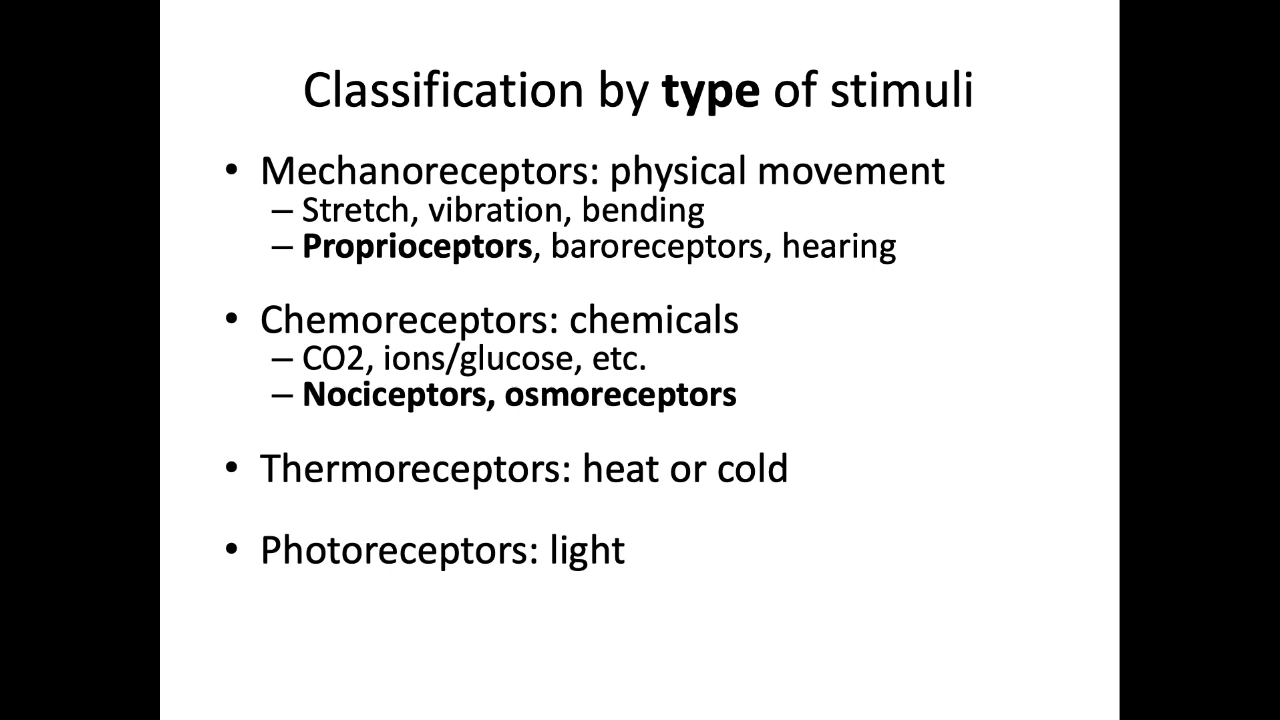 Classification by type of stimuli
• Mechanoreceptors: physical movement
– Stretch, vibration, bending
– Proprioceptors, baroreceptors, hearing
• Chemoreceptors: chemicals
– CO2, ions/glucose, etc.
– Nociceptors, osmoreceptors
• Thermoreceptors: heat or cold
• Photoreceptors: light